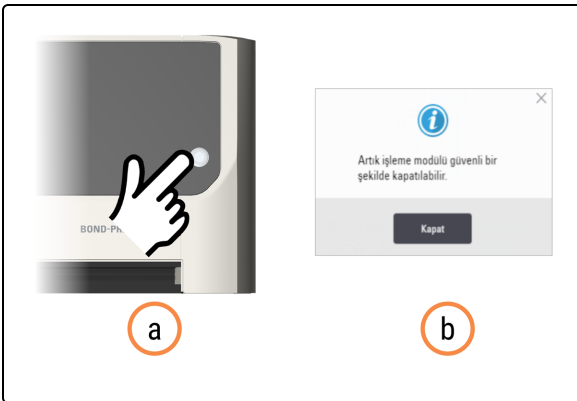 BOND-PR
Artık işleme modülü güvenli bir
şekilde kapatılabilir.
Kapat
a
b